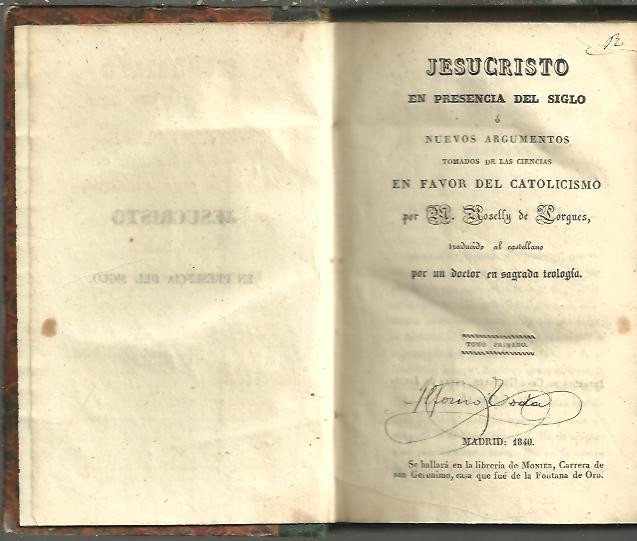 JESUCRISTO
EN PRESENCIA DEL SIGLO
ó
NUEVOS ARGUMENTOS
TOMADOS DE LAS CIENCIAS
EN FAVOR DEL CATOLICISMO
por M. Roselly de Lorgues,
traducido al castellano
por un doctor en sagrada teología.
TOMO PRIMERO.
MADRID: 1840.
Se hallará en la librería de MONIER, Carrera de
san Geronimo, casa que fué de la Fontana de Oro.